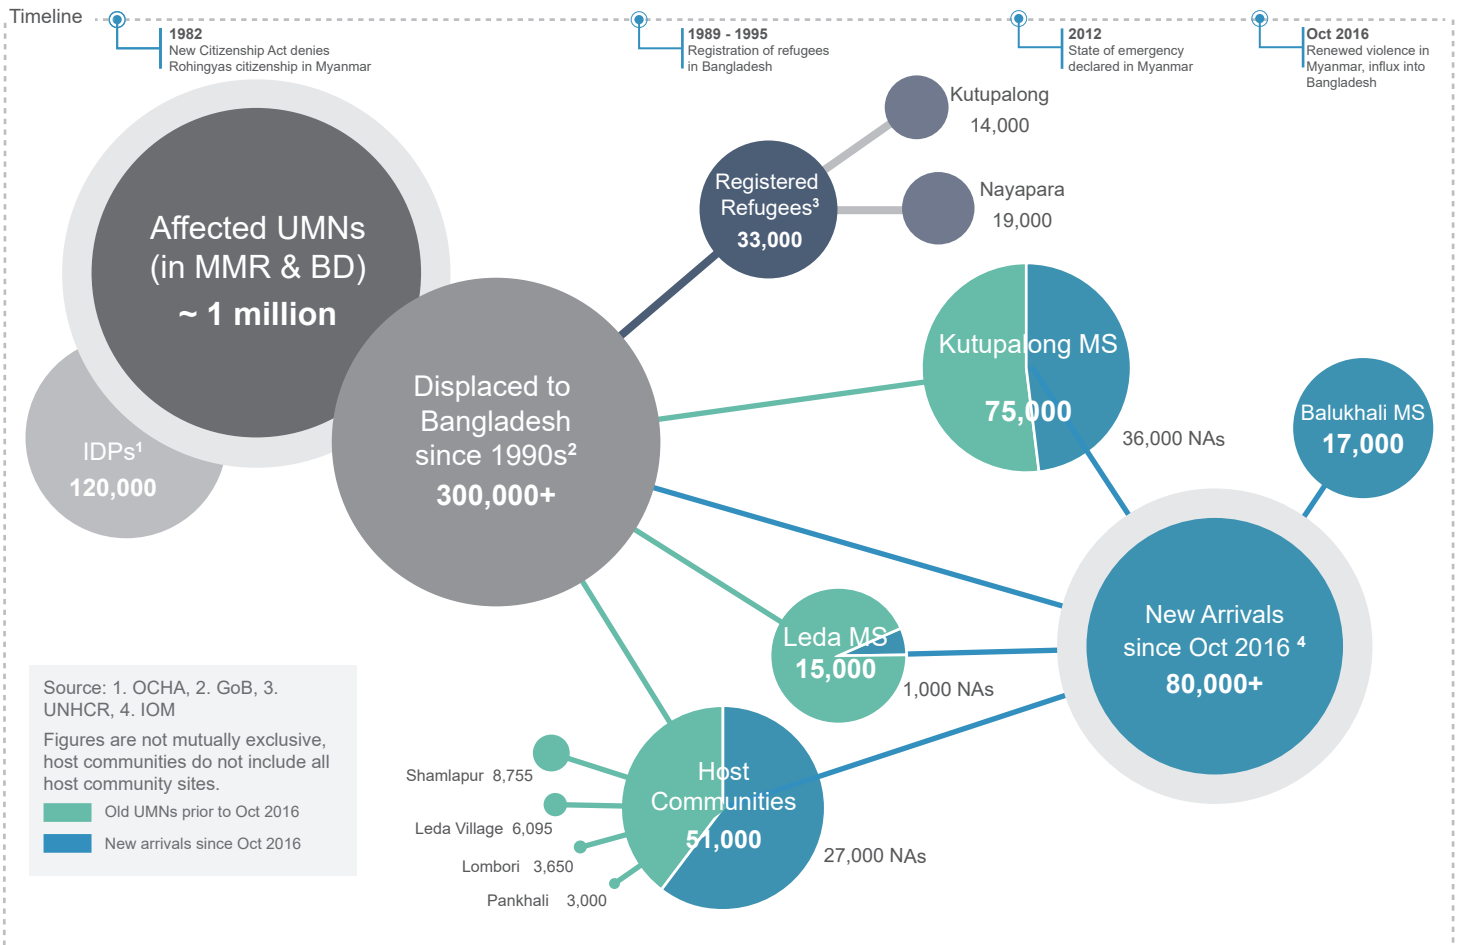 Timeline
1982
New Citizenship Act denies
Rohingyas citizenship in Myanmar
1989 - 1995
Registration of refugees
in Bangladesh
2012
State of emergency
declared in Myanmar
Oct 2016
Renewed violence in
Myanmar, influx into
Bangladesh
Affected UMNs
(in MMR & BD)
~ 1 million
IDPs¹
120,000
Displaced to
Bangladesh
since 1990s²
300,000+
Registered
Refugees³
33,000
Kutupalong
14,000
Nayapara
19,000
Kutupalong MS
75,000
36,000 NAs
Balukhali MS
17,000
New Arrivals
since Oct 2016 ⁴
80,000+
Leda MS
15,000
1,000 NAs
Host
Communities
51,000
27,000 NAs
Shamlapur 8,755
Leda Village 6,095
Lombori 3,650
Pankhali 3,000
Source: 1. OCHA, 2. GoB, 3.
UNHCR, 4. IOM
Figures are not mutually exclusive,
host communities do not include all
host community sites.
Old UMNs prior to Oct 2016
New arrivals since Oct 2016